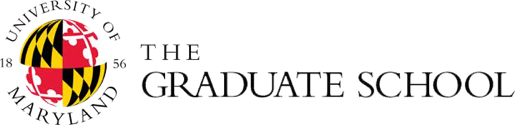 UNIVERSITY OF
18 56
MARYLAND
THE
GRADUATE SCHOOL